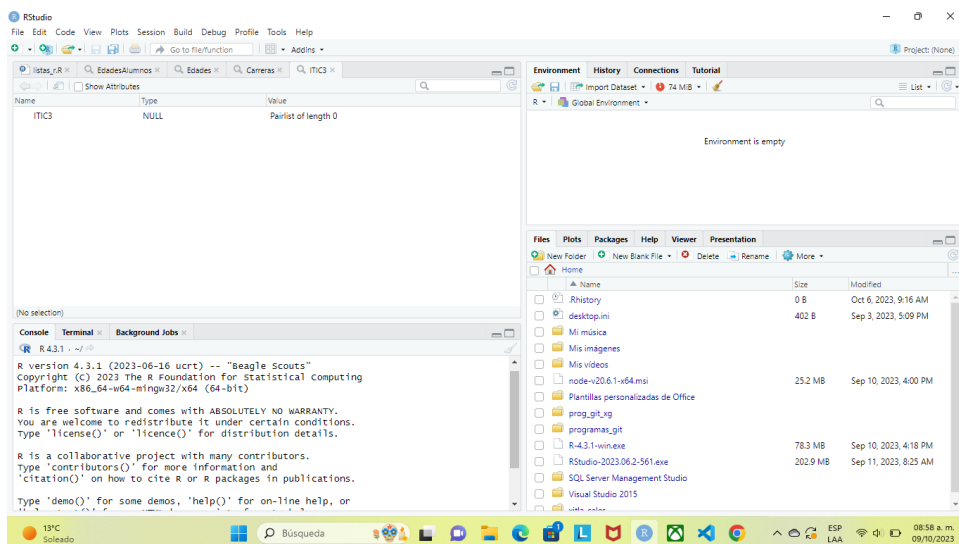 RStudio
File Edit Code View Plots Session Build Debug Profile Tools Help
Go to file/function Addins Project: (None)
listas_r.R EdadesAlumnos Edades Carreras ITIC3
Show Attributes
Name Type Value
ITIC3 NULL Pairlist of length 0
(No selection)
Console Terminal Background Jobs
R 4.3.1 · ~/
R version 4.3.1 (2023-06-16 ucrt) -- "Beagle Scouts"
Copyright (C) 2023 The R Foundation for Statistical Computing
Platform: x86_64-w64-mingw32/x64 (64-bit)
R is free software and comes with ABSOLUTELY NO WARRANTY.
You are welcome to redistribute it under certain conditions.
Type 'license()' or 'licence()' for distribution details.
R is a collaborative project with many contributors.
Type 'contributors()' for more information and
'citation()' on how to cite R or R packages in publications.
Type 'demo()' for some demos, 'help()' for on-line help, or
Environment History Connections Tutorial
Import Dataset 74 MiB List
R Global Environment
Environment is empty
Files Plots Packages Help Viewer Presentation
New Folder New Blank File Delete Rename More
Home
Name Size Modified
.Rhistory 0 B Oct 6, 2023, 9:16 AM
desktop.ini 402 B Sep 3, 2023, 5:09 PM
Mi música
Mis imágenes
Mis vídeos
node-v20.6.1-x64.msi 25.2 MB Sep 10, 2023, 4:00 PM
Plantillas personalizadas de Office
prog_git_xg
programas_git
R-4.3.1-win.exe 78.3 MB Sep 10, 2023, 4:18 PM
RStudio-2023.06.2-561.exe 202.9 MB Sep 11, 2023, 8:25 AM
SQL Server Management Studio
Visual Studio 2015
13°C
Soleado
Búsqueda
ESP
LAA
08:58 a. m.
09/10/2023